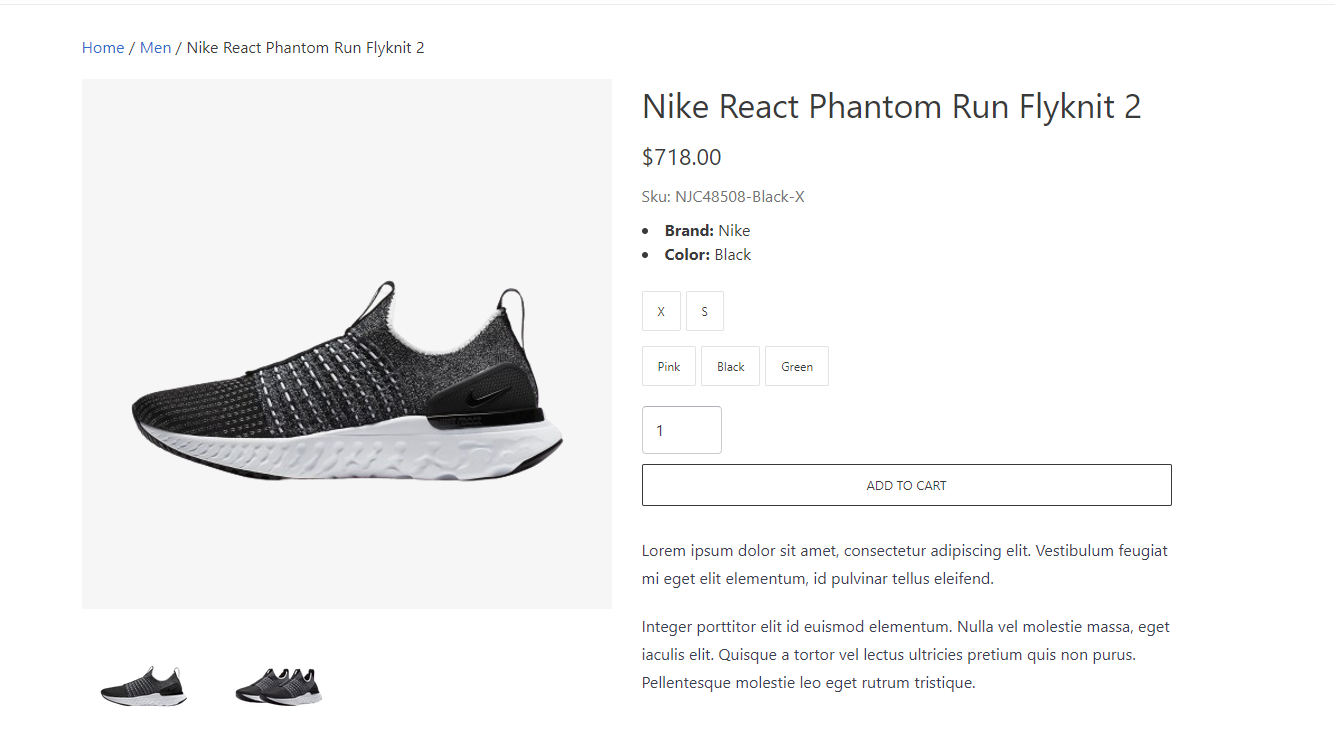 Home / Men / Nike React Phantom Run Flyknit 2
Nike React Phantom Run Flyknit 2
$718.00
Sku: NJC48508-Black-X
Brand: Nike
Color: Black
X S
Pink Black Green
1
ADD TO CART
Lorem ipsum dolor sit amet, consectetur adipiscing elit. Vestibulum feugiat
mi eget elit elementum, id pulvinar tellus eleifend.
Integer porttitor elit id euismod elementum. Nulla vel molestie massa, eget
iaculis elit. Quisque a tortor vel lectus ultricies pretium quis non purus.
Pellentesque molestie leo eget rutrum tristique.